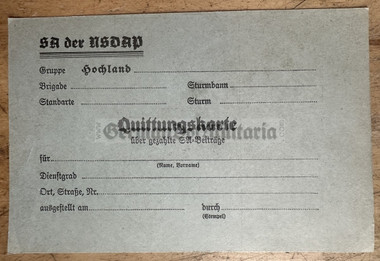 SA der NSDAP
Gruppe Hochland
Brigade Sturmbann
Standarte Sturm
Quittungskarte
über gezahlte SA-Beiträge
für
(Name, Vorname)
Dienstgrad
Ort, Straße, Nr.
ausgestellt am durch
(Stempel)